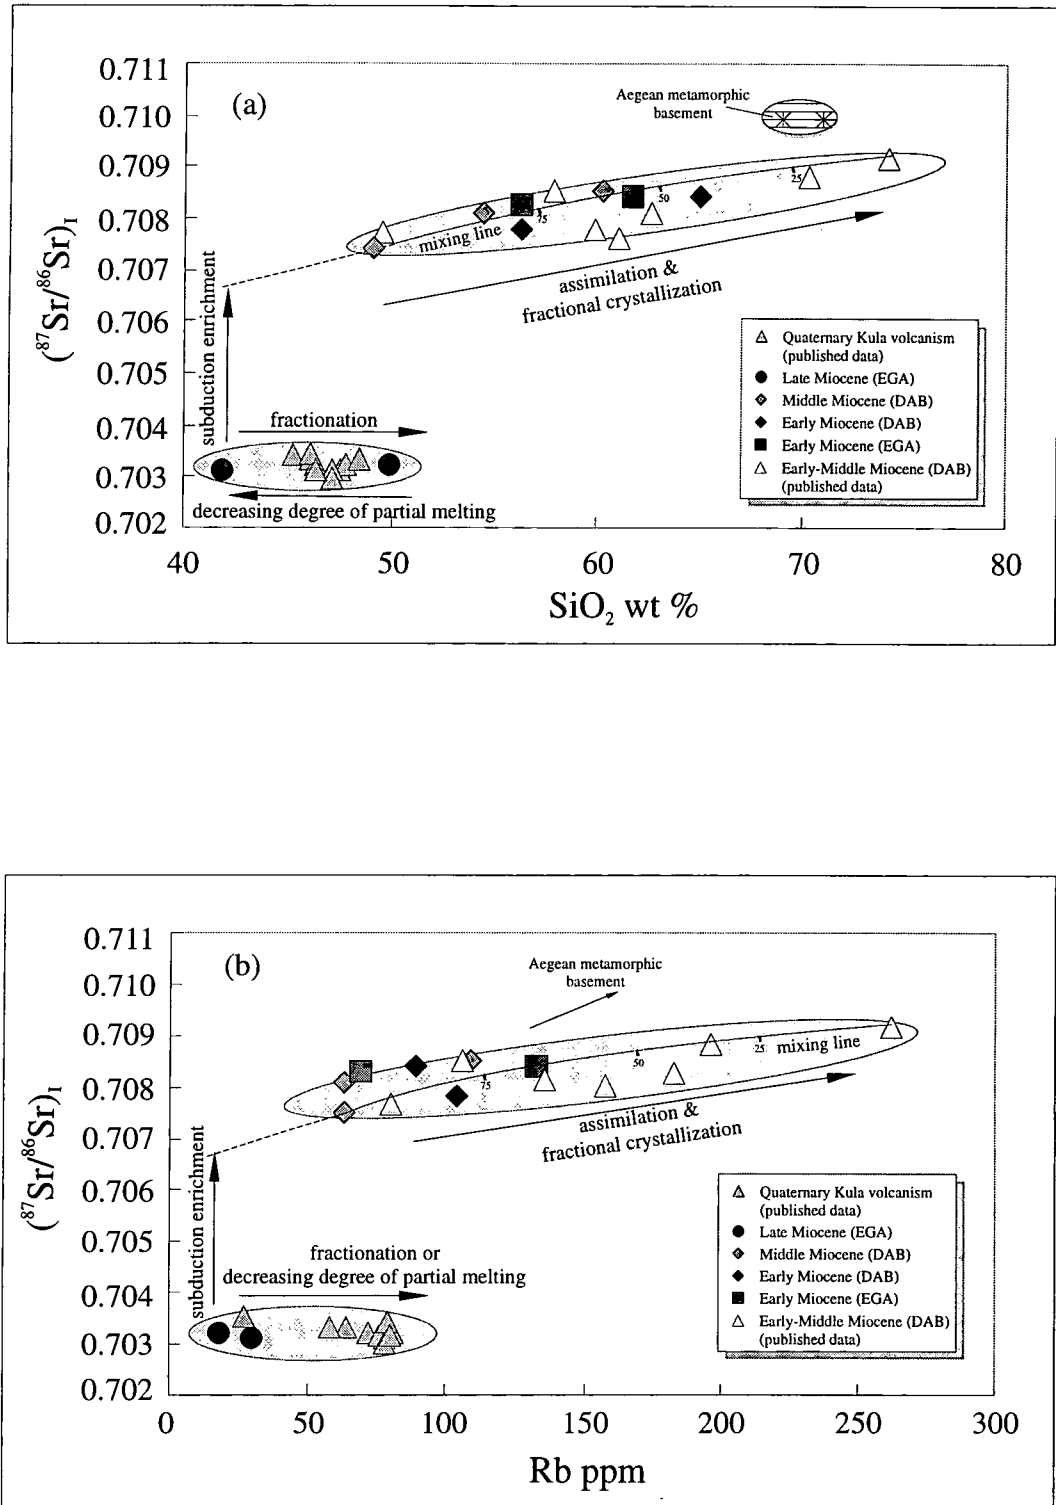 (a)
0.711
0.710
0.709
0.708
0.707
0.706
0.705
0.704
0.703
0.702
(⁸⁷Sr/⁸⁶Sr)I
Aegean metamorphic
basement
25
50
75
mixing line
assimilation &
fractional crystallization
subduction enrichment
fractionation
decreasing degree of partial melting
Quaternary Kula volcanism
(published data)
Late Miocene (EGA)
Middle Miocene (DAB)
Early Miocene (DAB)
Early Miocene (EGA)
Early-Middle Miocene (DAB)
(published data)
40 50 60 70 80
SiO₂ wt %
(b)
0.711
0.710
0.709
0.708
0.707
0.706
0.705
0.704
0.703
0.702
(⁸⁷Sr/⁸⁶Sr)I
Aegean metamorphic
basement
25
50
75
mixing line
assimilation &
fractional crystallization
subduction enrichment
fractionation or
decreasing degree of partial melting
Quaternary Kula volcanism
(published data)
Late Miocene (EGA)
Middle Miocene (DAB)
Early Miocene (DAB)
Early Miocene (EGA)
Early-Middle Miocene (DAB)
(published data)
0 50 100 150 200 250 300
Rb ppm